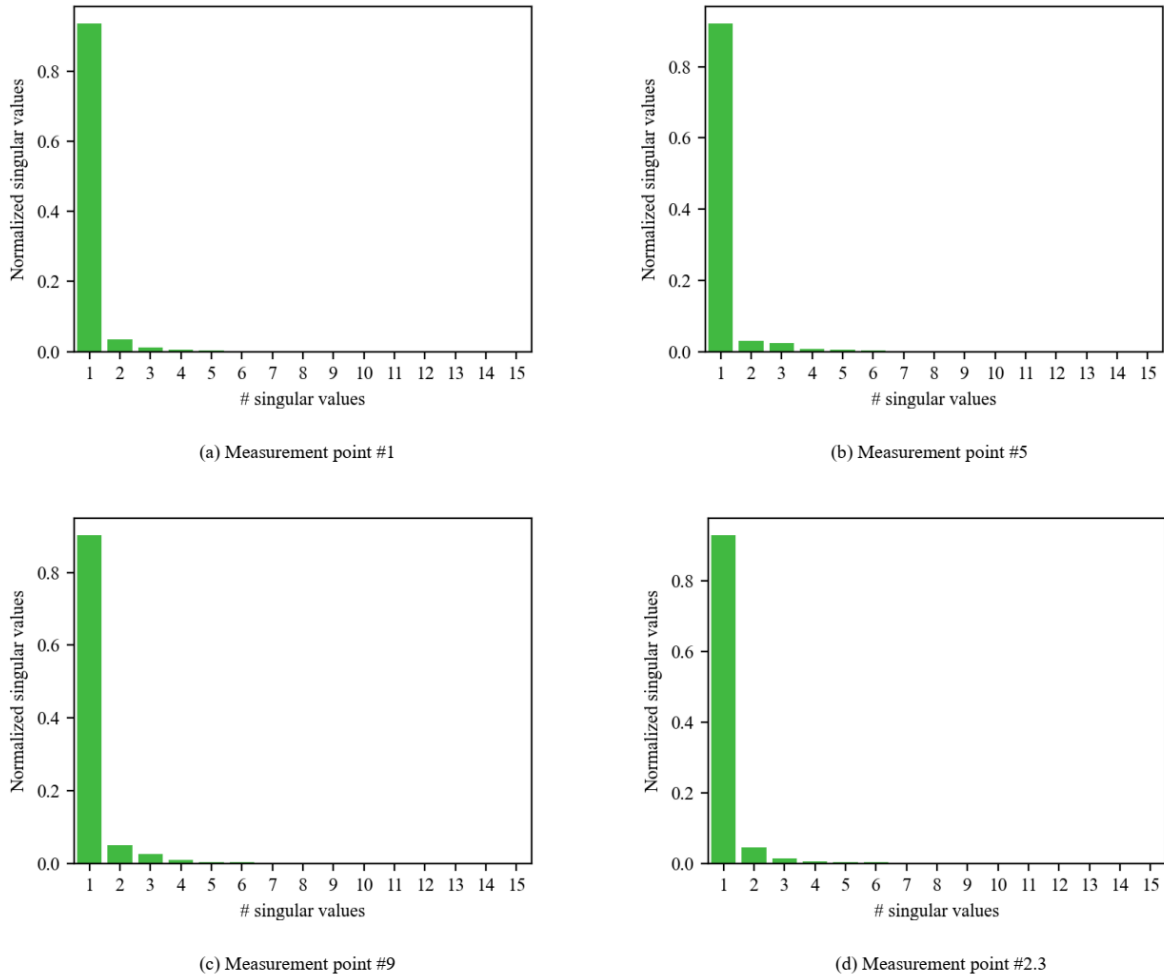 Normalized singular values
0.8
0.6
0.4
0.2
0.0
1 2 3 4 5 6 7 8 9 10 11 12 13 14 15
# singular values
(a) Measurement point #1
Normalized singular values
0.8
0.6
0.4
0.2
0.0
1 2 3 4 5 6 7 8 9 10 11 12 13 14 15
# singular values
(b) Measurement point #5
Normalized singular values
0.8
0.6
0.4
0.2
0.0
1 2 3 4 5 6 7 8 9 10 11 12 13 14 15
# singular values
(c) Measurement point #9
Normalized singular values
0.8
0.6
0.4
0.2
0.0
1 2 3 4 5 6 7 8 9 10 11 12 13 14 15
# singular values
(d) Measurement point #2.3